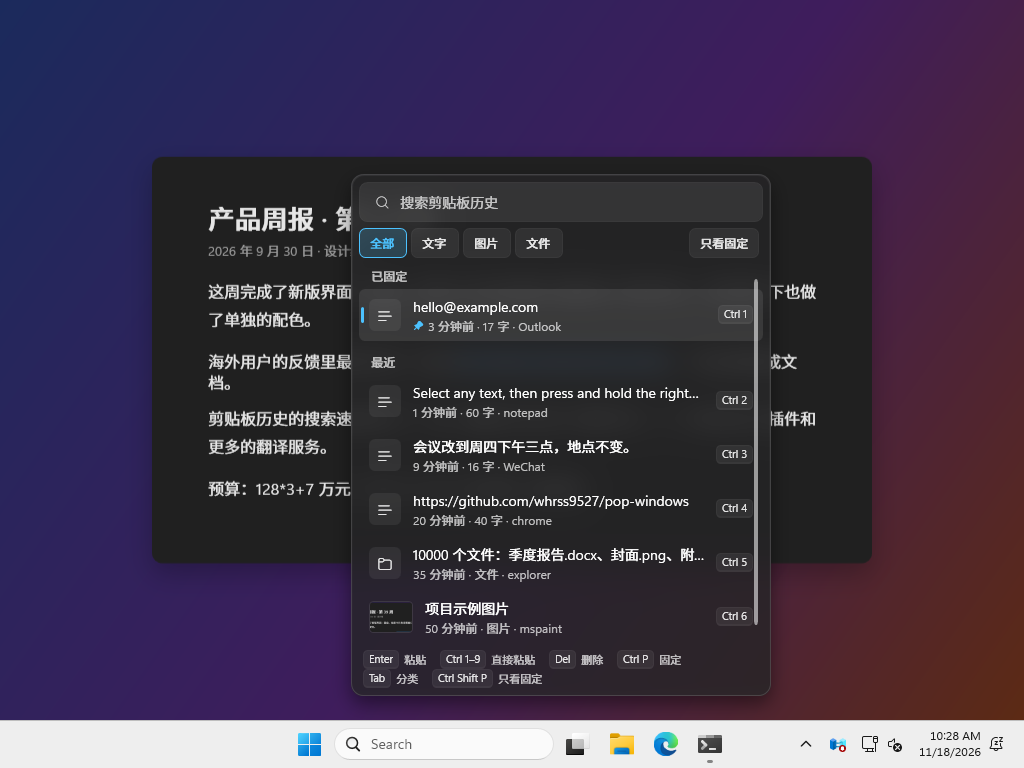 产品周报 · 第
2026 年 9 月 30 日 · 设计
这周完成了新版界面
下也做
了单独的配色。
海外用户的反馈里最
成文
档。
剪贴板历史的搜索速
插件和
更多的翻译服务。
预算：128*3+7 万元
搜索剪贴板历史
全部 文字 图片 文件 只看固定
已固定
hello@example.com
Ctrl 1
3 分钟前 · 17 字 · Outlook
最近
Select any text, then press and hold the right...
Ctrl 2
1 分钟前 · 60 字 · notepad
会议改到周四下午三点，地点不变。
Ctrl 3
9 分钟前 · 16 字 · WeChat
https://github.com/whrss9527/pop-windows
Ctrl 4
20 分钟前 · 40 字 · chrome
10000 个文件：季度报告.docx、封面.png、附...
Ctrl 5
35 分钟前 · 文件 · explorer
项目示例图片
Ctrl 6
50 分钟前 · 图片 · mspaint
Enter 粘贴 Ctrl 1–9 直接粘贴 Del 删除 Ctrl P 固定
Tab 分类 Ctrl Shift P 只看固定
Search
10:28 AM
11/18/2026